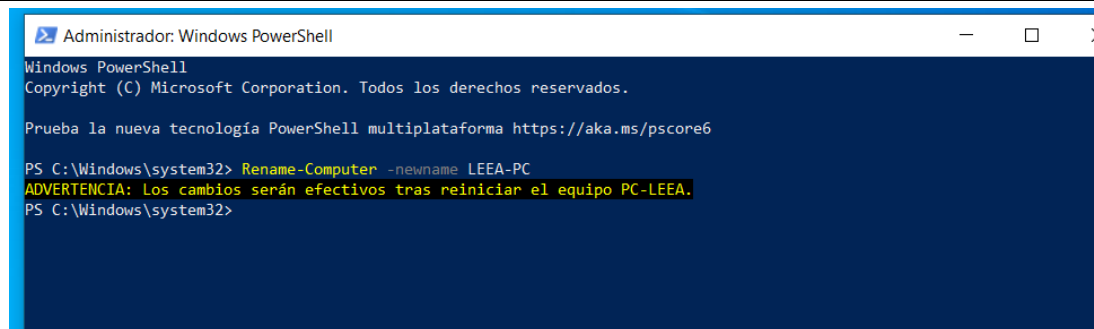 Administrador: Windows PowerShell
Windows PowerShell
Copyright (C) Microsoft Corporation. Todos los derechos reservados.
Prueba la nueva tecnología PowerShell multiplataforma https://aka.ms/pscore6
PS C:\Windows\system32> Rename-Computer -newname LEEA-PC
ADVERTENCIA: Los cambios serán efectivos tras reiniciar el equipo PC-LEEA.
PS C:\Windows\system32>